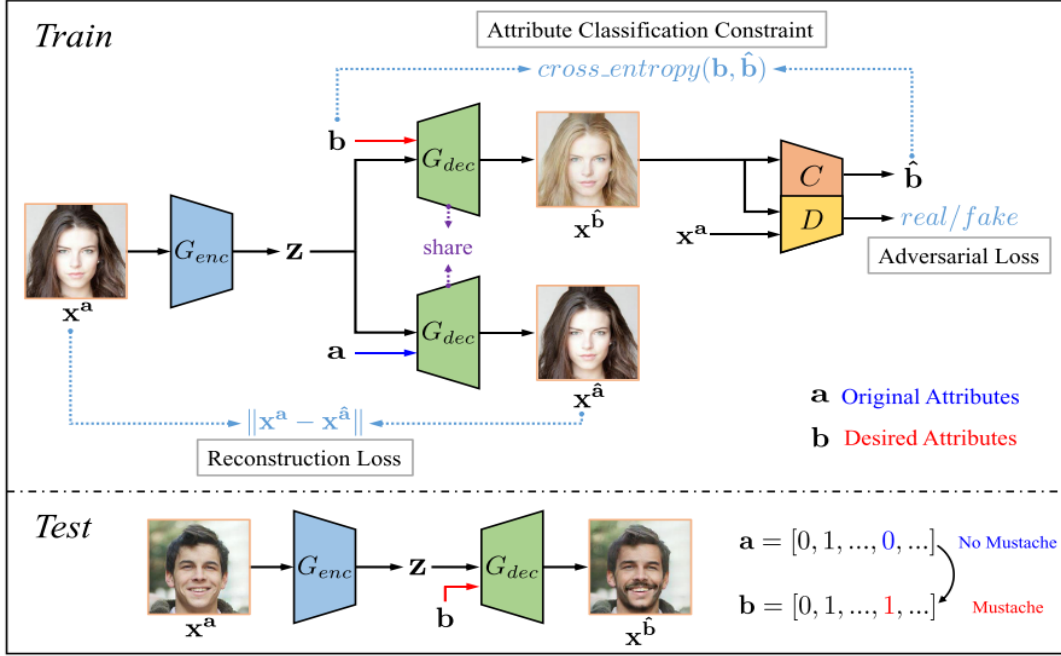 Train
Attribute Classification Constraint
cross_entropy(b, b̂)
b
G_dec
x^b̂
C
b̂
x^a
G_enc
z
share
x^a
D
real/fake
Adversarial Loss
a
G_dec
x^â
‖x^a − x^â‖
Reconstruction Loss
a Original Attributes
b Desired Attributes
Test
x^a
G_enc
z
b
G_dec
x^b̂
a = [0, 1, ..., 0, ...] No Mustache
b = [0, 1, ..., 1, ...] Mustache